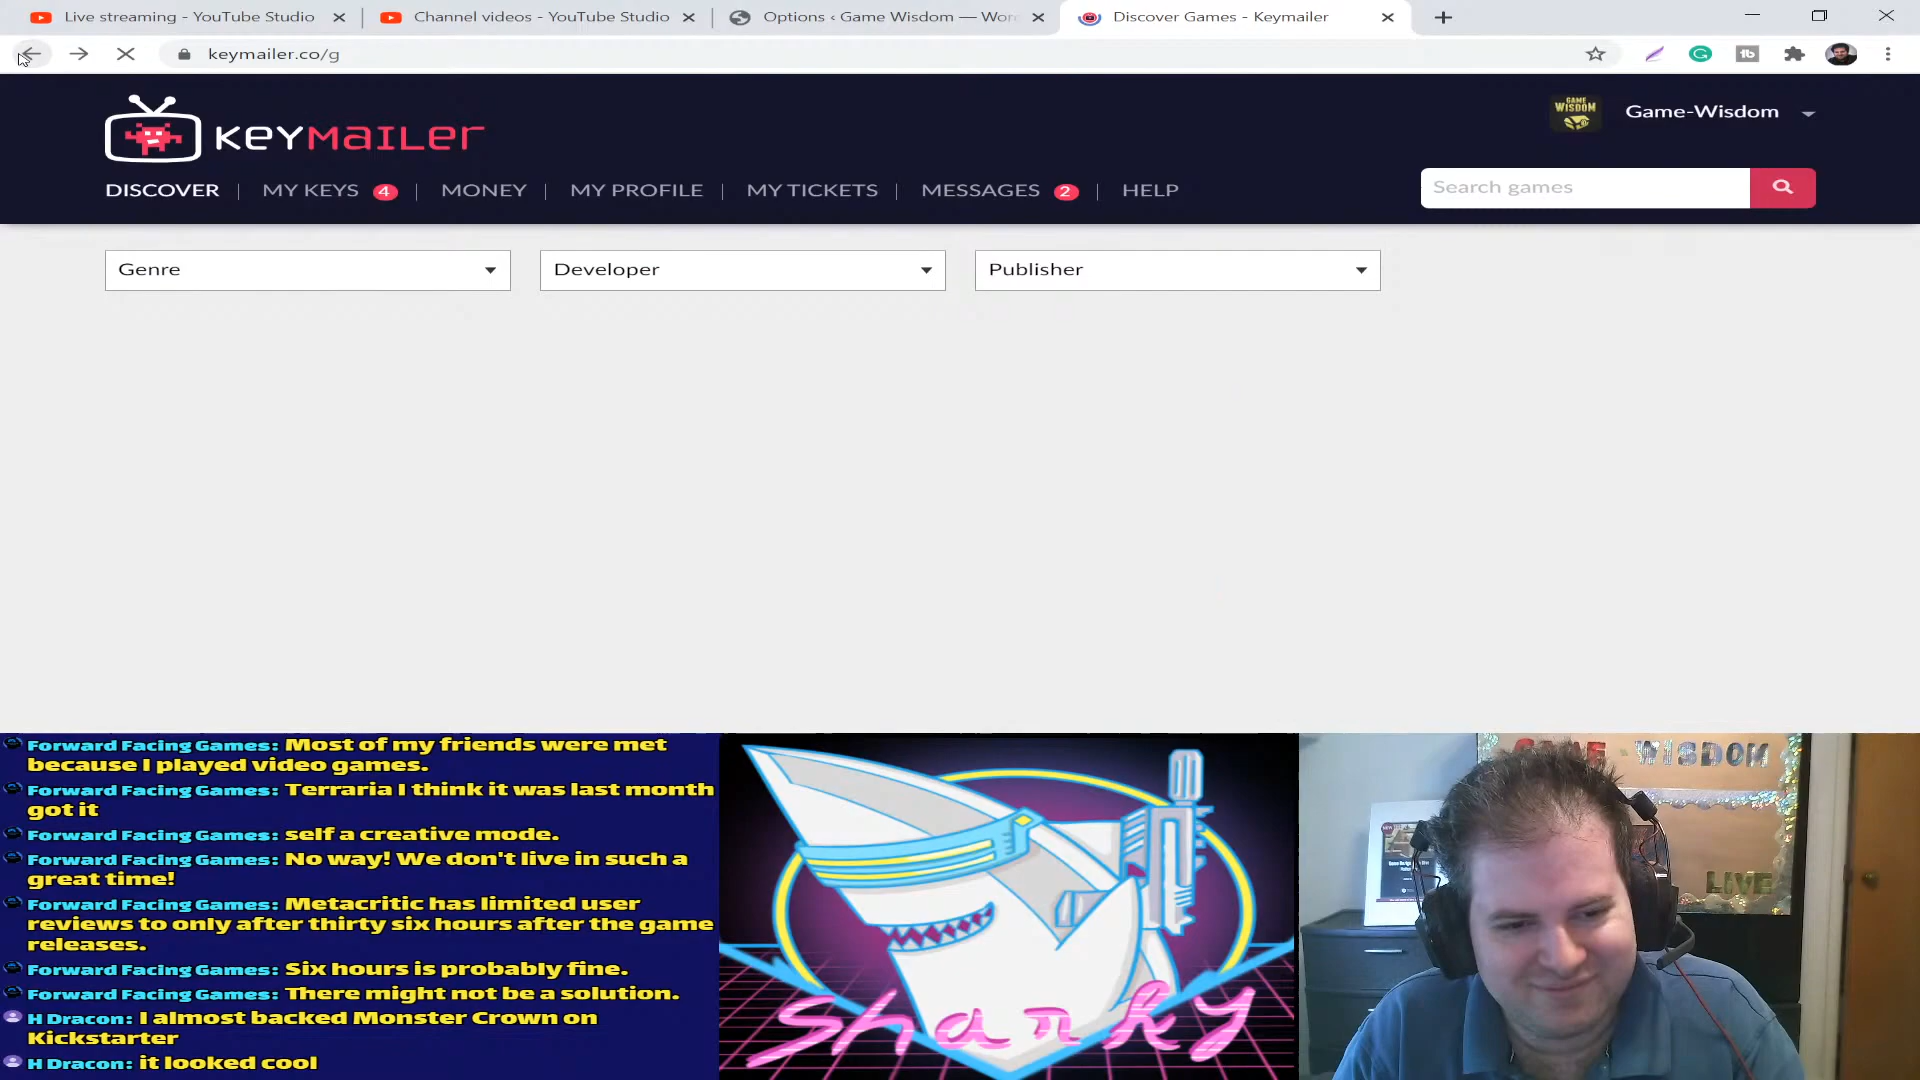 Live streaming - YouTube Studio
Channel videos - YouTube Studio
Options ‹ Game Wisdom — Wor
Discover Games - Keymailer
keymailer.co/g
KEYMAILER
GAME
WISDOM
Game-Wisdom
DISCOVER | MY KEYS 4 | MONEY | MY PROFILE | MY TICKETS | MESSAGES 2 | HELP
Search games
Genre
Developer
Publisher
Forward Facing Games: Most of my friends were met
because I played video games.
Forward Facing Games: Terraria I think it was last month
got it
Forward Facing Games: self a creative mode.
Forward Facing Games: No way! We don't live in such a
great time!
Forward Facing Games: Metacritic has limited user
reviews to only after thirty six hours after the game
releases.
Forward Facing Games: Six hours is probably fine.
Forward Facing Games: There might not be a solution.
H Dracon: I almost backed Monster Crown on
Kickstarter
H Dracon: it looked cool
Sharky
GAME - WISDOM
LIVE